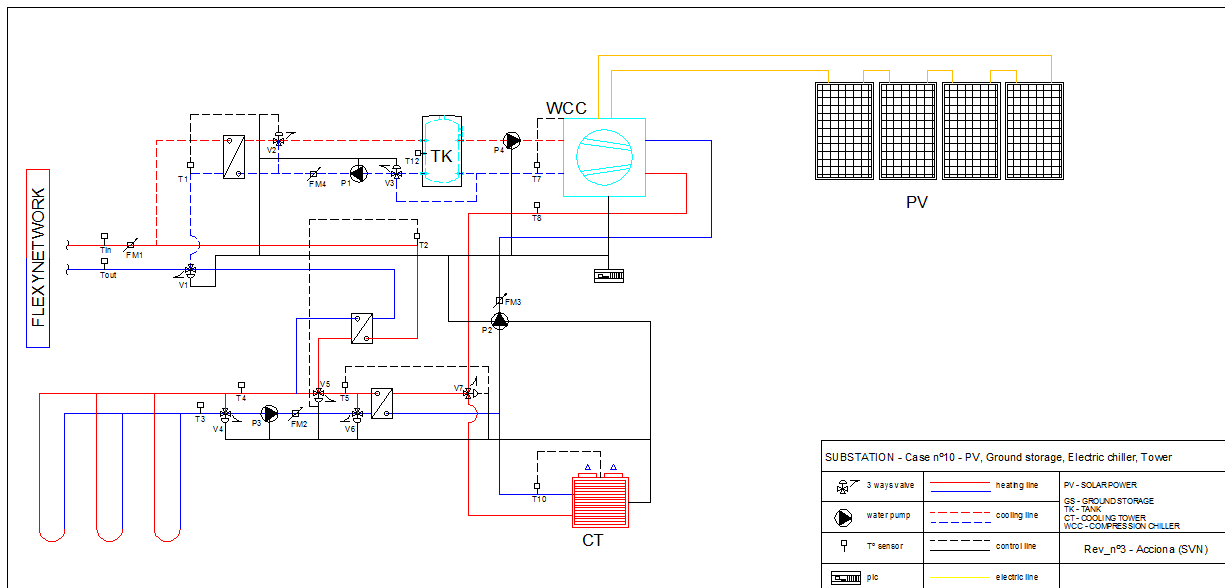 WCC
V2
TK
P4
T12
T1
FM4
P1
V3
T7
PV
T8
FLEXYNETWORK
T2
Tin
FM1
Tout
V1
FM3
P2
V5
T4
T5
V7
T3
V4
P3
FM2
V6
T10
CT
SUBSTATION - Case nº10 - PV, Ground storage, Electric chiller, Tower
3 ways valve
heating line
PV - SOLAR POWER
GS - GROUND STORAGE
TK - TANK
CT - COOLING TOWER
WCC - COMPRESSION CHILLER
water pump
cooling line
Tº sensor
control line
Rev_nº3 - Acciona (SVN)
plc
electric line